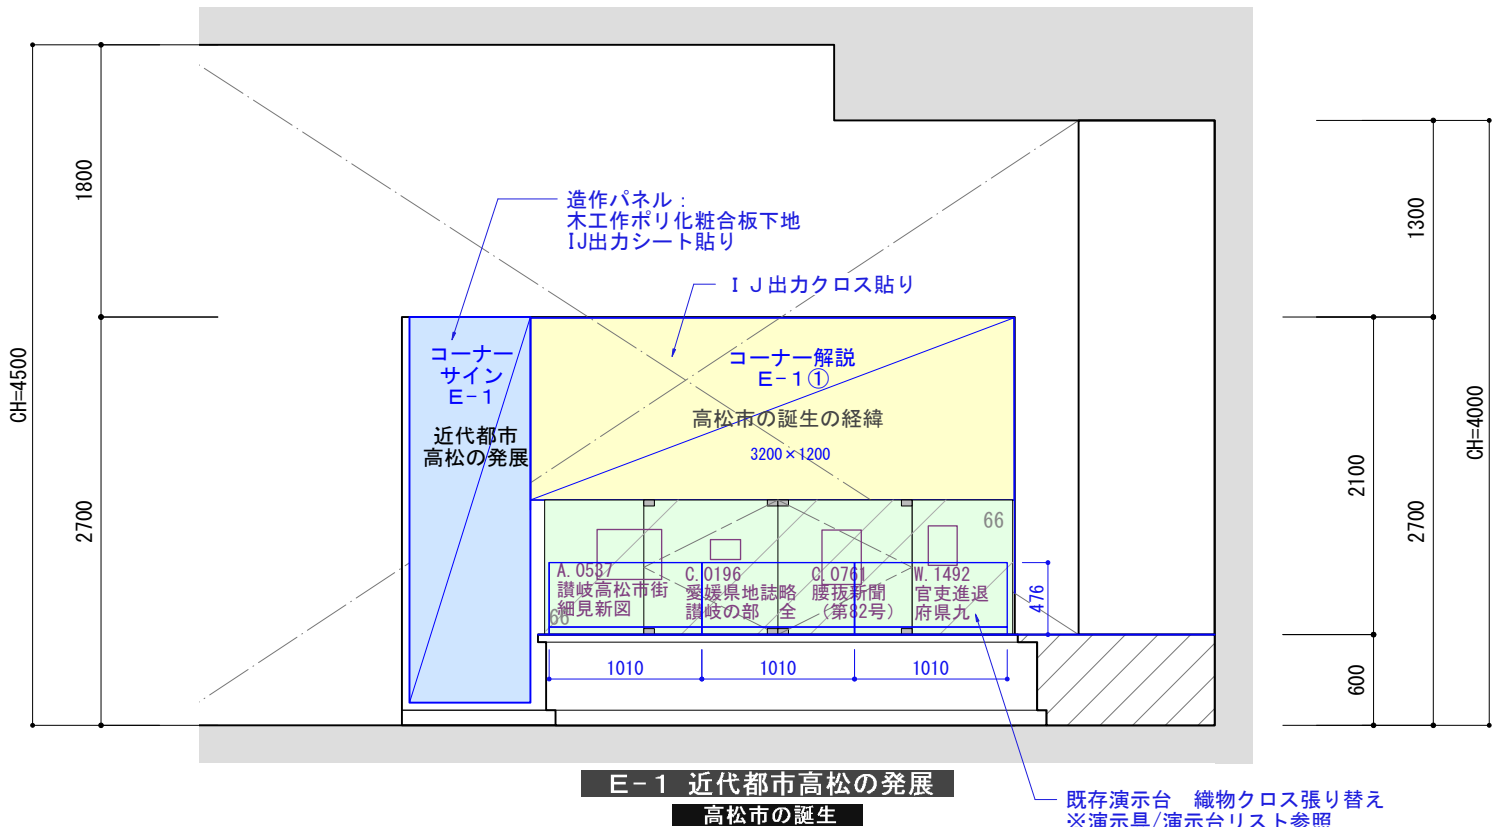 造作パネル：
木工作ポリ化粧合板下地
IJ出力シート貼り
ＩＪ出力クロス貼り
1800
2700
CH=4500
コーナー
サイン
E-1
近代都市
高松の発展
コーナー解説
E-1①
高松市の誕生の経緯
3200×1200
66
66
A.0537
讃岐高松市街
細見新図
C.0196
愛媛県地誌略
讃岐の部　全
C.0761
腰抜新聞
（第82号）
W.1492
官吏進退
府県九
476
1010
1010
1010
1300
2100
2700
600
CH=4000
E-1 近代都市高松の発展
高松市の誕生
既存演示台　織物クロス張り替え
※演示具/演示台リスト参照